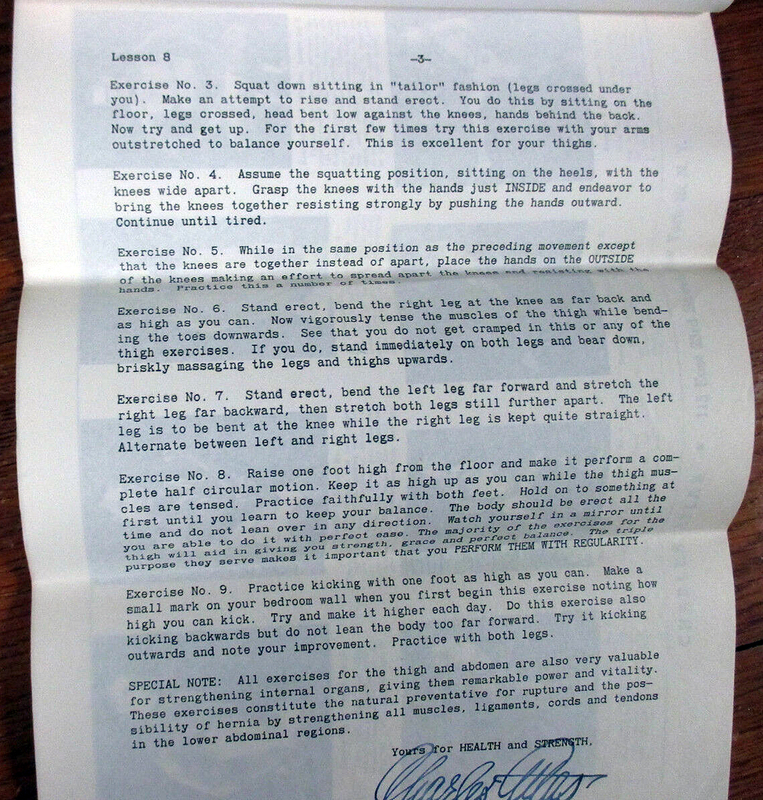 Lesson 8
-3-
Exercise No. 3. Squat down sitting in "tailor" fashion (legs crossed under
you). Make an attempt to rise and stand erect. You do this by sitting on the
floor, legs crossed, head bent low against the knees, hands behind the back.
Now try and get up. For the first few times try this exercise with your arms
outstretched to balance yourself. This is excellent for your thighs.
Exercise No. 4. Assume the squatting position, sitting on the heels, with the
knees wide apart. Grasp the knees with the hands just INSIDE and endeavor to
bring the knees together resisting strongly by pushing the hands outward.
Continue until tired.
Exercise No. 5. While in the same position as the preceding movement except
that the knees are together instead of apart, place the hands on the OUTSIDE
of the knees making an effort to spread apart the knees and resisting with the
hands. Practice this a number of times.
Exercise No. 6. Stand erect, bend the right leg at the knee as far back and
as high as you can. Now vigorously tense the muscles of the thigh while bend-
ing the toes downwards. See that you do not get cramped in this or any of the
thigh exercises. If you do, stand immediately on both legs and bear down,
briskly massaging the legs and thighs upwards.
Exercise No. 7. Stand erect, bend the left leg far forward and stretch the
right leg far backward, then stretch both legs still further apart. The left
leg is to be bent at the knee while the right leg is kept quite straight.
Alternate between left and right legs.
Exercise No. 8. Raise one foot high from the floor and make it perform a com-
plete half circular motion. Keep it as high up as you can while the thigh mus-
cles are tensed. Practice faithfully with both feet. Hold on to something at
first until you learn to keep your balance. The body should be erect all the
time and do not lean over in any direction. Watch yourself in a mirror until
you are able to do it with perfect ease. The majority of the exercises for the
thigh will aid in giving you strength, grace and perfect balance. The triple
purpose they serve makes it important that you PERFORM THEM WITH REGULARITY.
Exercise No. 9. Practice kicking with one foot as high as you can. Make a
small mark on your bedroom wall when you first begin this exercise noting how
high you can kick. Try and make it higher each day. Do this exercise also
kicking backwards but do not lean the body too far forward. Try it kicking
outwards and note your improvement. Practice with both legs.
SPECIAL NOTE: All exercises for the thigh and abdomen are also very valuable
for strengthening internal organs, giving them remarkable power and vitality.
These exercises constitute the natural preventative for rupture and the pos-
sibility of hernia by strengthening all muscles, ligaments, cords and tendons
in the lower abdominal regions.
Yours for HEALTH and STRENGTH,
Charles Atlas